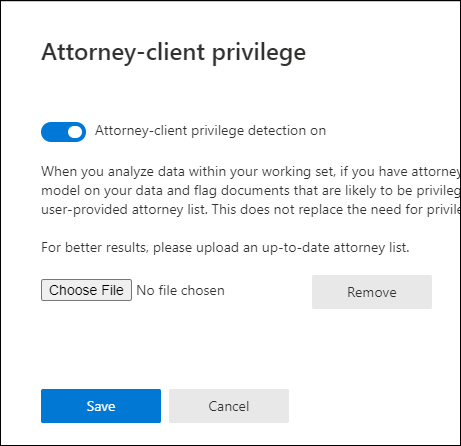 Attorney-client privilege
Attorney-client privilege detection on
When you analyze data within your working set, if you have attorney
model on your data and flag documents that are likely to be privileg
user-provided attorney list. This does not replace the need for privile
For better results, please upload an up-to-date attorney list.
Choose File No file chosen Remove
Save Cancel